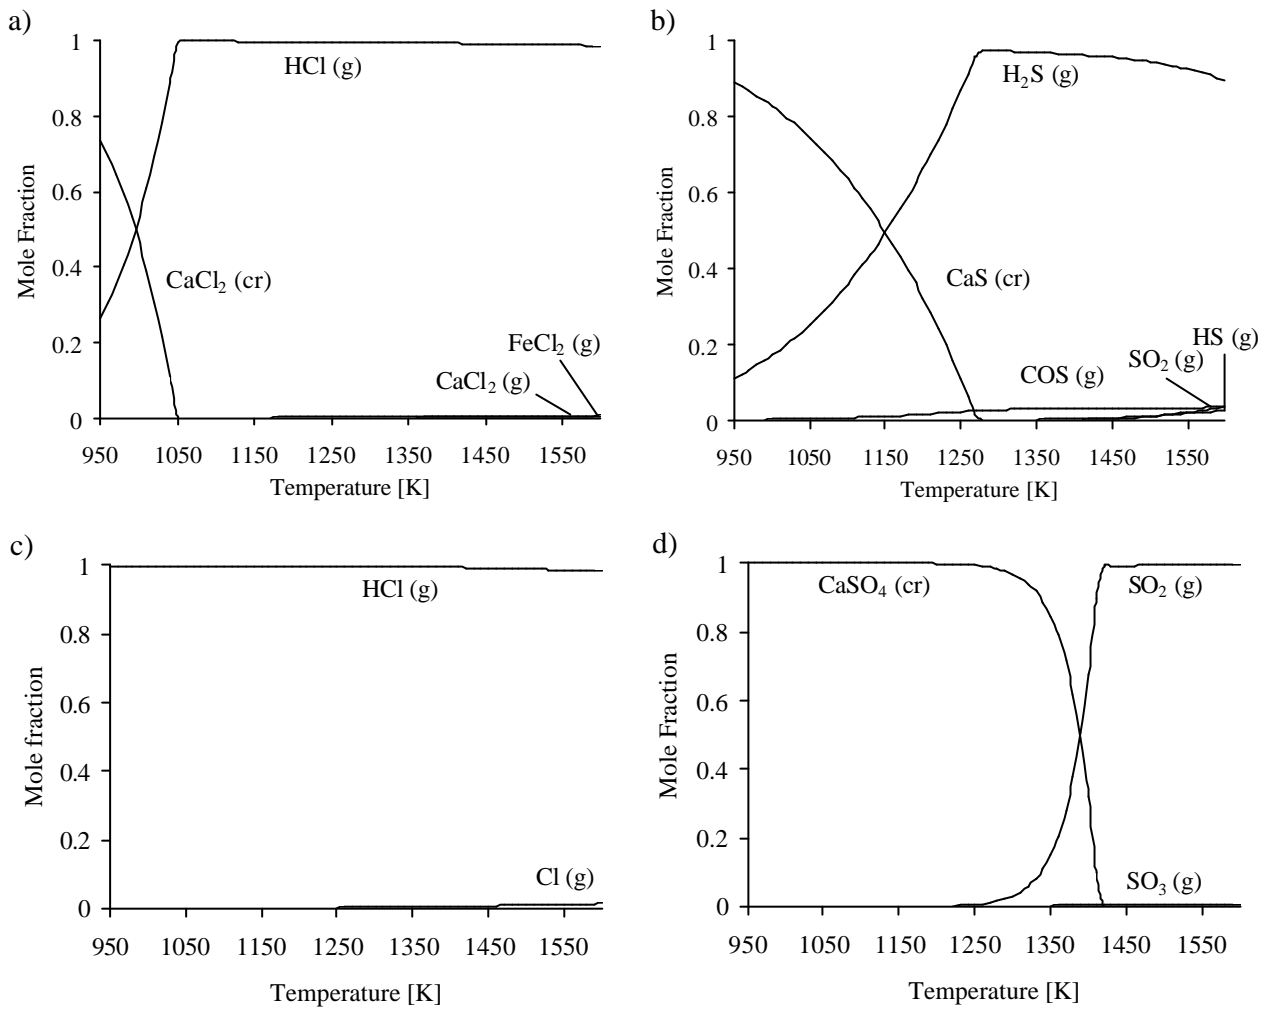 a)
1
0.8
0.6
0.4
0.2
0
Mole Fraction
HCl (g)
CaCl₂ (cr)
FeCl₂ (g)
CaCl₂ (g)
950 1050 1150 1250 1350 1450 1550
Temperature [K]
b)
1
0.8
0.6
0.4
0.2
0
Mole Fraction
H₂S (g)
CaS (cr)
HS (g)
SO₂ (g)
COS (g)
950 1050 1150 1250 1350 1450 1550
Temperature [K]
c)
1
0.8
0.6
0.4
0.2
0
Mole fraction
HCl (g)
Cl (g)
950 1050 1150 1250 1350 1450 1550
Temperature [K]
d)
1
0.8
0.6
0.4
0.2
0
Mole Fraction
CaSO₄ (cr)
SO₂ (g)
SO₃ (g)
950 1050 1150 1250 1350 1450 1550
Temperature [K]